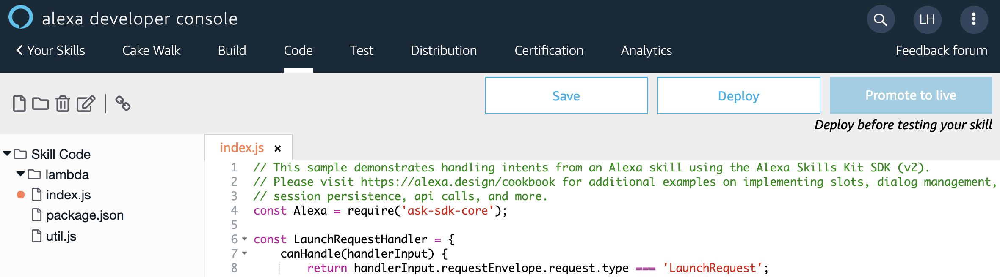 alexa developer console
LH
Your Skills Cake Walk Build Code Test Distribution Certification Analytics Feedback forum
Save Deploy Promote to live
Deploy before testing your skill
Skill Code
lambda
index.js
package.json
util.js
index.js ×
1 // This sample demonstrates handling intents from an Alexa skill using the Alexa Skills Kit SDK (v2).
2 // Please visit https://alexa.design/cookbook for additional examples on implementing slots, dialog management,
3 // session persistence, api calls, and more.
4 const Alexa = require('ask-sdk-core');
5
6 const LaunchRequestHandler = {
7 canHandle(handlerInput) {
8 return handlerInput.requestEnvelope.request.type === 'LaunchRequest';